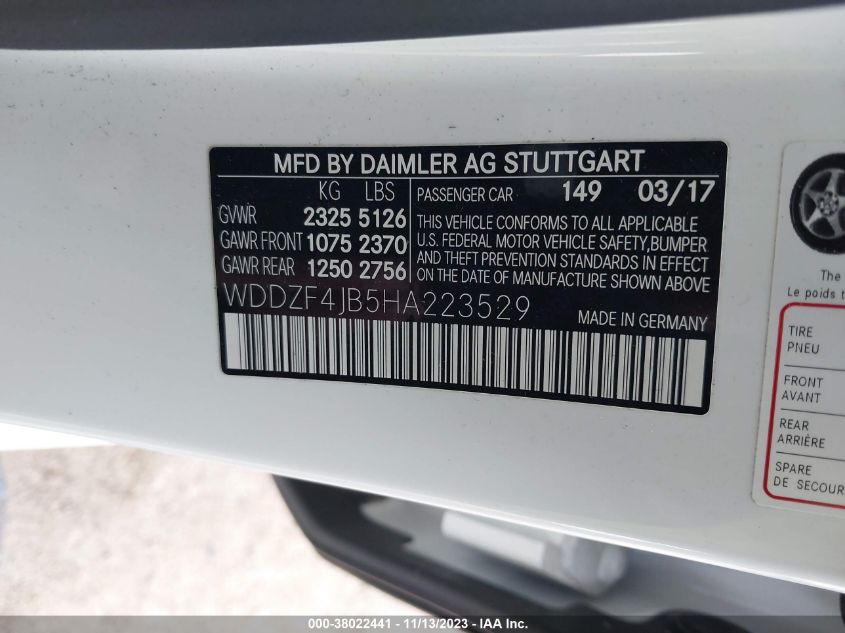 MFD BY DAIMLER AG STUTTGART
KG LBS
GVWR 2325 5126
GAWR FRONT 1075 2370
GAWR REAR 1250 2756
PASSENGER CAR 149 03/17
THIS VEHICLE CONFORMS TO ALL APPLICABLE
U.S. FEDERAL MOTOR VEHICLE SAFETY,BUMPER
AND THEFT PREVENTION STANDARDS IN EFFECT
ON THE DATE OF MANUFACTURE SHOWN ABOVE
WDDZF4JB5HA223529
MADE IN GERMANY
The
Le poids t
TIRE
PNEU
FRONT
AVANT
REAR
ARRIÈRE
SPARE
DE SECOUR
000-38022441 - 11/13/2023 - IAA Inc.